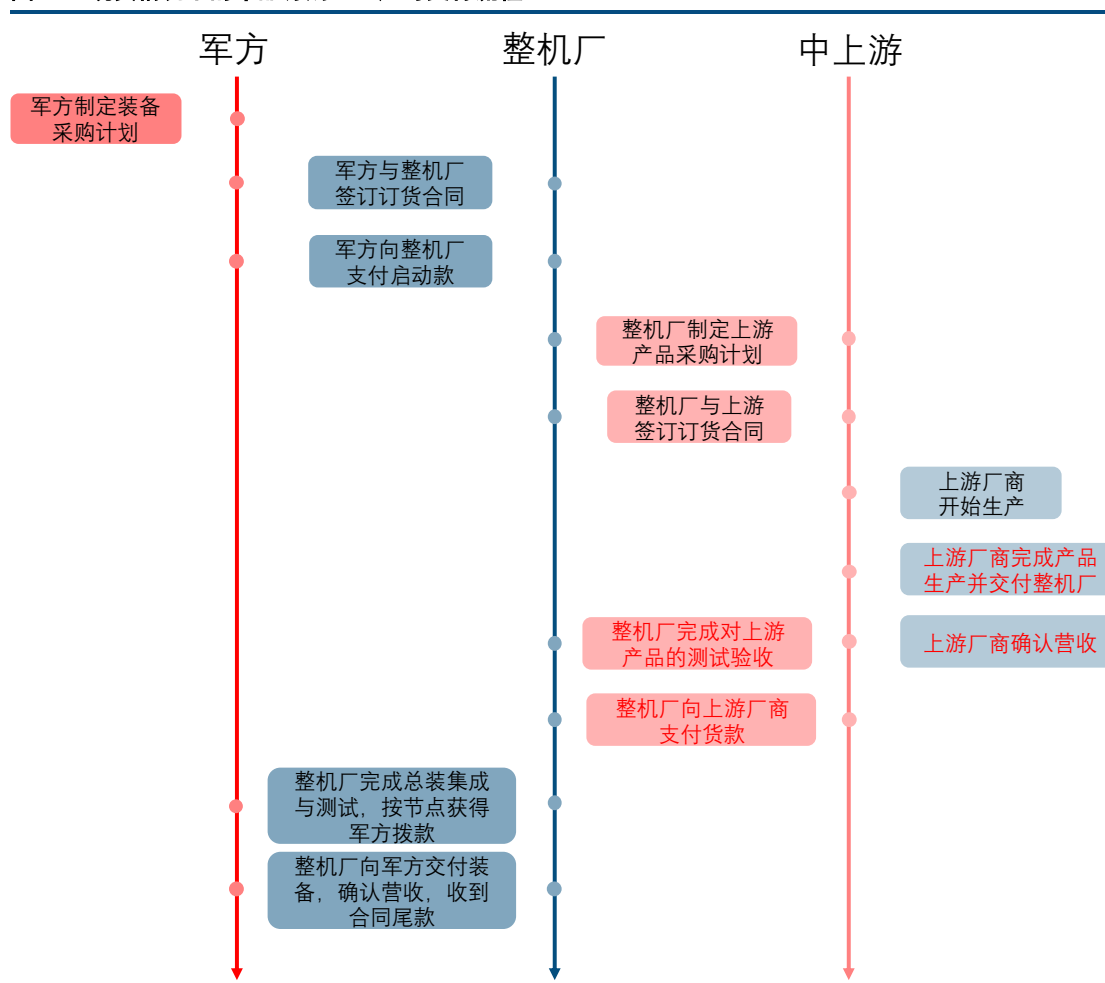 军方
整机厂
中上游
军方制定装备
采购计划
军方与整机厂
签订订货合同
军方向整机厂
支付启动款
整机厂制定上游
产品采购计划
整机厂与上游
签订订货合同
上游厂商
开始生产
上游厂商完成产品
生产并交付整机厂
整机厂完成对上游
产品的测试验收
上游厂商确认营收
整机厂向上游厂商
支付货款
整机厂完成总装集成
与测试，按节点获得
军方拨款
整机厂向军方交付装
备，确认营收，收到
合同尾款